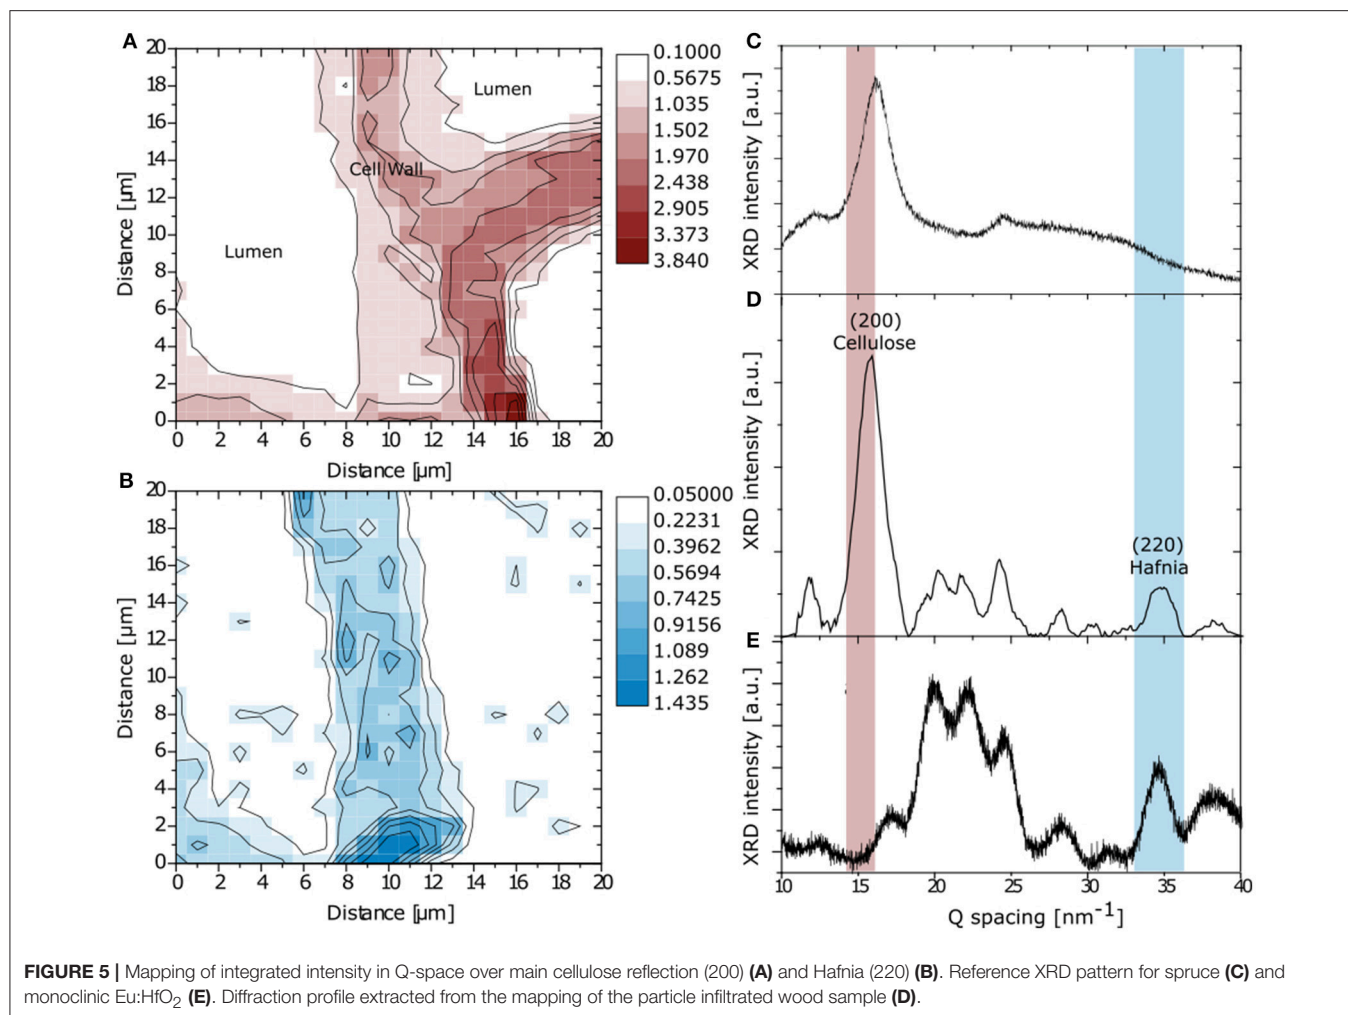 A
20
18
16
14
12
10
8
6
4
2
0
Distance [µm]
Lumen
Cell Wall
Lumen
0 2 4 6 8 10 12 14 16 18 20
Distance [µm]
0.1000
0.5675
1.035
1.502
1.970
2.438
2.905
3.373
3.840
B
20
18
16
14
12
10
8
6
4
2
0
Distance [µm]
0 2 4 6 8 10 12 14 16 18 20
Distance [µm]
0.05000
0.2231
0.3962
0.5694
0.7425
0.9156
1.089
1.262
1.435
C
XRD intensity [a.u.]
D
XRD intensity [a.u.]
(200)
Cellulose
(220)
Hafnia
E
XRD intensity [a.u.]
10 15 20 25 30 35 40
Q spacing [nm⁻¹]
FIGURE 5 | Mapping of integrated intensity in Q-space over main cellulose reflection (200) (A) and Hafnia (220) (B). Reference XRD pattern for spruce (C) and
monoclinic Eu:HfO₂ (E). Diffraction profile extracted from the mapping of the particle infiltrated wood sample (D).